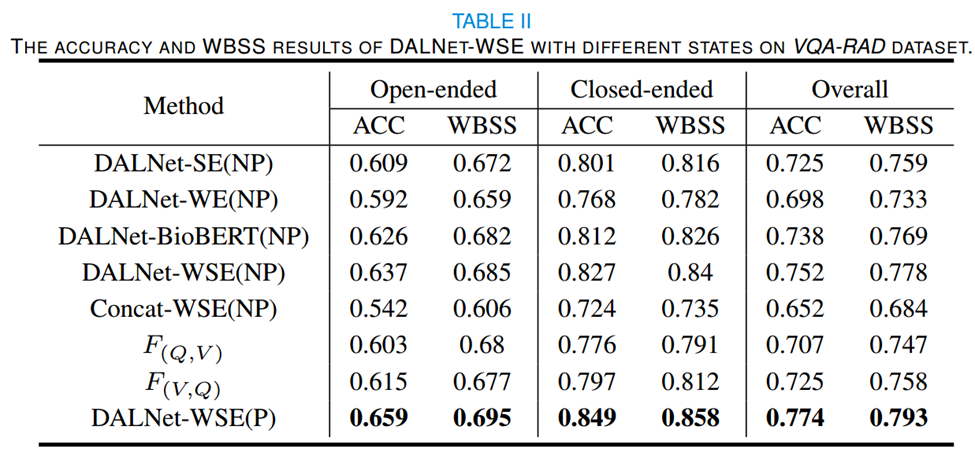 TABLE II
THE ACCURACY AND WBSS RESULTS OF DALNET-WSE WITH DIFFERENT STATES ON VQA-RAD DATASET.
Method Open-ended Closed-ended Overall
ACC WBSS ACC WBSS ACC WBSS
DALNet-SE(NP) 0.609 0.672 0.801 0.816 0.725 0.759
DALNet-WE(NP) 0.592 0.659 0.768 0.782 0.698 0.733
DALNet-BioBERT(NP) 0.626 0.682 0.812 0.826 0.738 0.769
DALNet-WSE(NP) 0.637 0.685 0.827 0.84 0.752 0.778
Concat-WSE(NP) 0.542 0.606 0.724 0.735 0.652 0.684
F(Q,V) 0.603 0.68 0.776 0.791 0.707 0.747
F(V,Q) 0.615 0.677 0.797 0.812 0.725 0.758
DALNet-WSE(P) 0.659 0.695 0.849 0.858 0.774 0.793